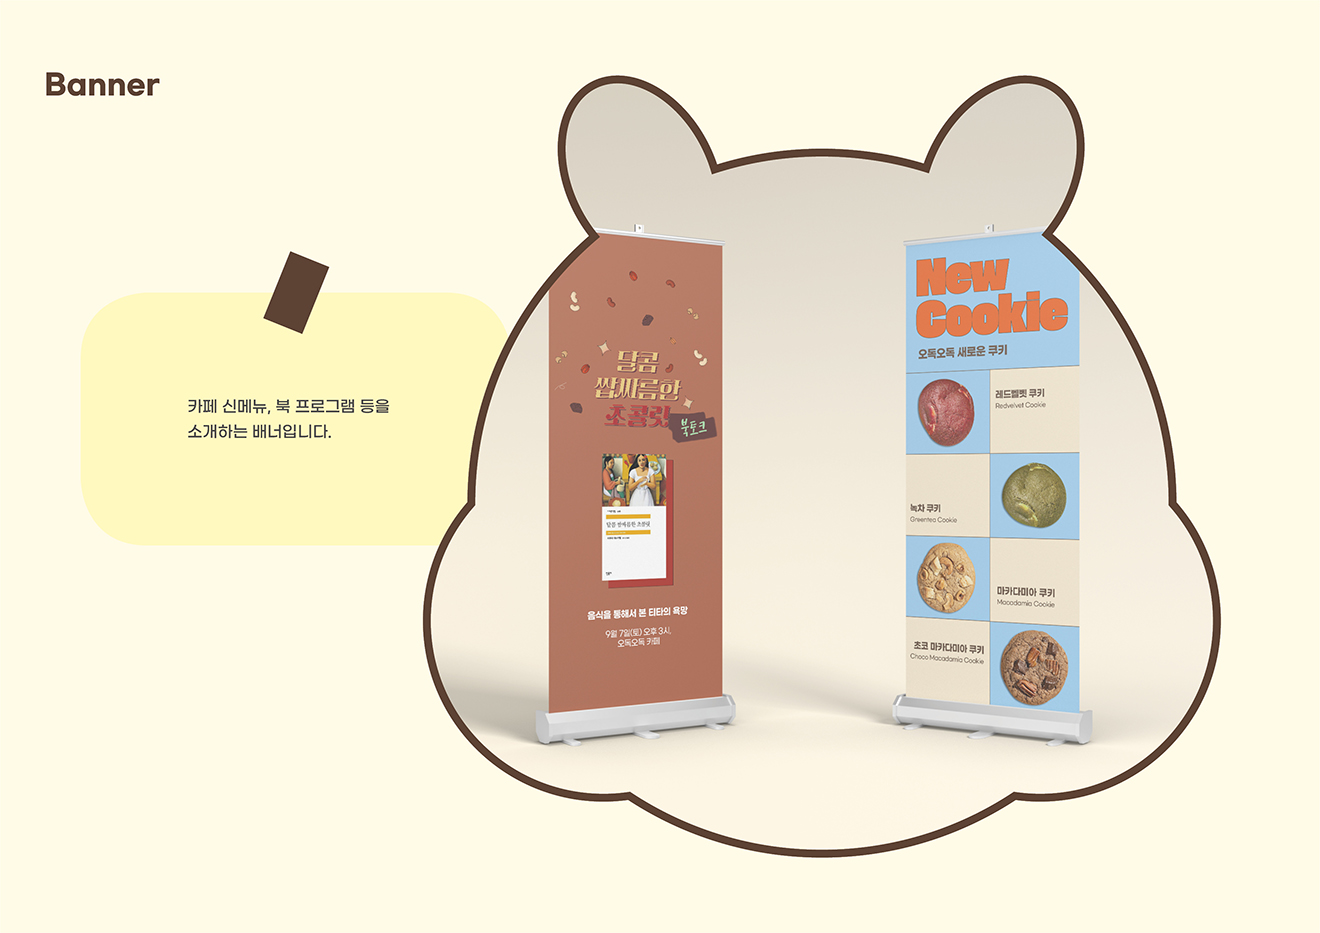 Banner
카페 신메뉴, 북 프로그램 등을
소개하는 배너입니다.
달콤
쌉싸름한
초콜릿
북토크
달콤 쌉싸름한 초콜릿
음식을 통해서 본 티타의 욕망
9월 7일(토) 오후 3시,
오독오독 카페
New
Cookie
오독오독 새로운 쿠키
레드벨벳 쿠키
Redvelvet Cookie
녹차 쿠키
Greentea Cookie
마카다미아 쿠키
Macadamia Cookie
초코 마카다미아 쿠키
Choco Macadamia Cookie